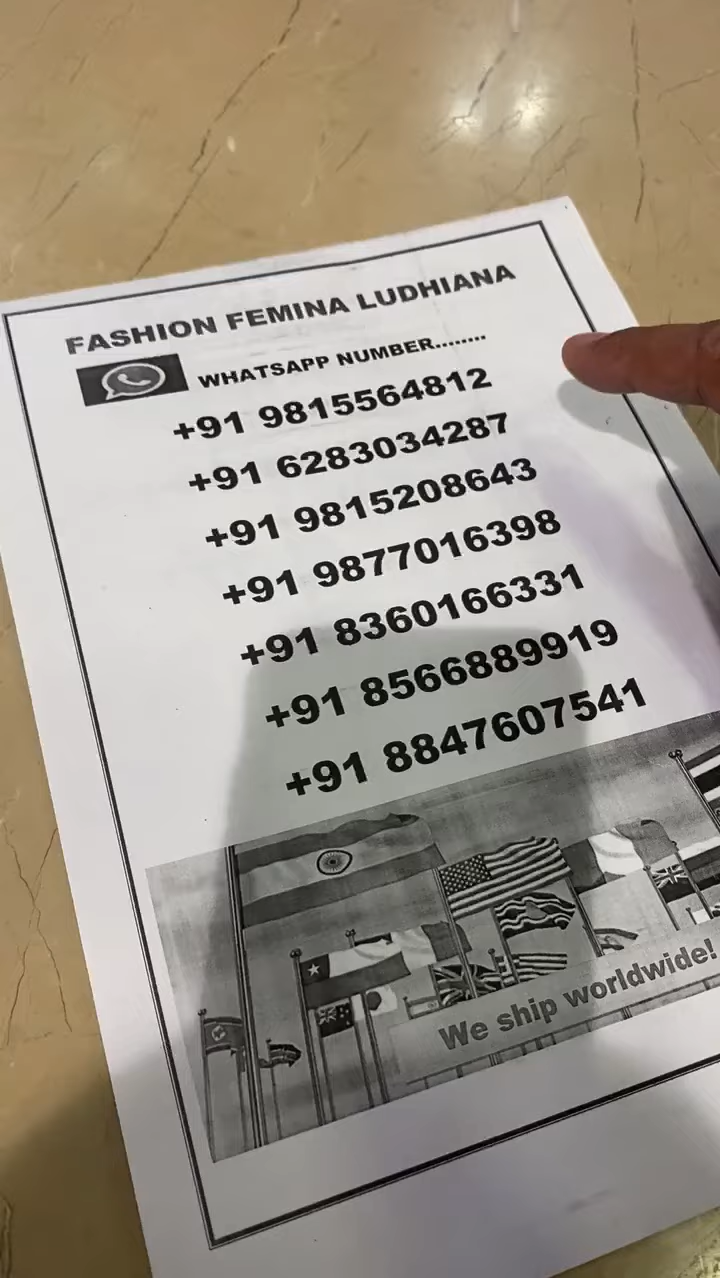 FASHION FEMINA LUDHIANA
WHATSAPP NUMBER........
+91 9815564812
+91 6283034287
+91 9815208643
+91 9877016398
+91 8360166331
+91 8566889919
+91 8847607541
We ship worldwide!